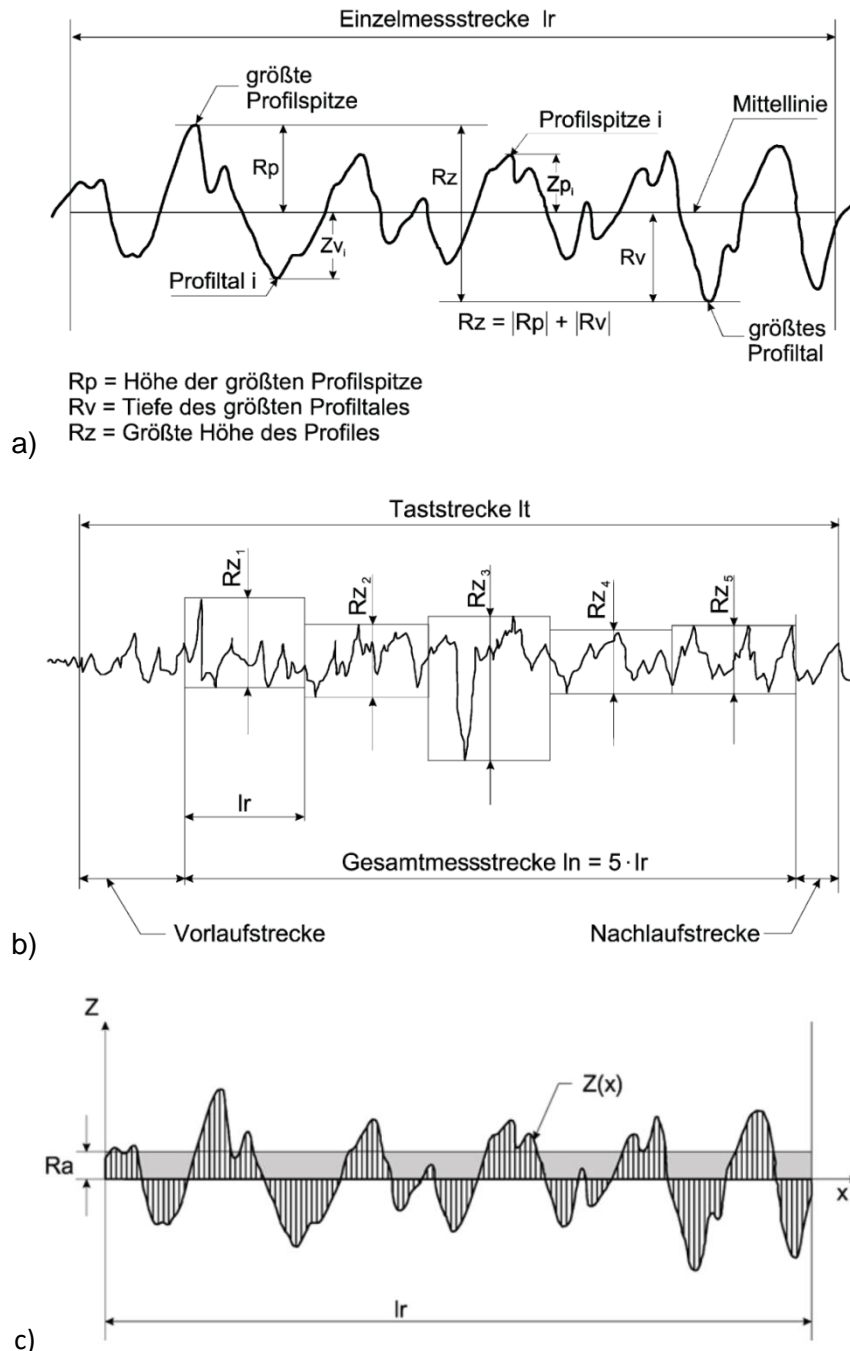 Einzelmessstrecke lr
größte
Profilspitze
Profilspitze i
Mittellinie
Rp
Rz
Zpᵢ
Zvᵢ
Rv
Profiltal i
Rz = |Rp| + |Rv|
größtes
Profiltal
Rp = Höhe der größten Profilspitze
Rv = Tiefe des größten Profiltales
Rz = Größte Höhe des Profiles
a)
Taststrecke lt
Rz₁
Rz₂
Rz₃
Rz₄
Rz₅
lr
Gesamtmessstrecke ln = 5 · lr
Vorlaufstrecke
Nachlaufstrecke
b)
Z
Z(x)
Ra
x
lr
c)